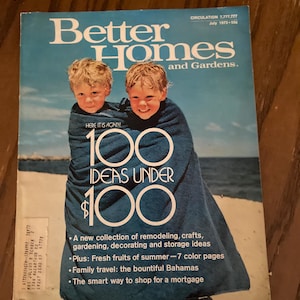 CIRCULATION 7,777,777
July 1972 • 60¢
Better
Homes
and Gardens.
HERE IT IS AGAIN!
100
IDEAS UNDER
$100
• A new collection of remodeling, crafts,
gardening, decorating and storage ideas
• Plus: Fresh fruits of summer—7 color pages
• Family travel: the bountiful Bahamas
• The smart way to shop for a mortgage